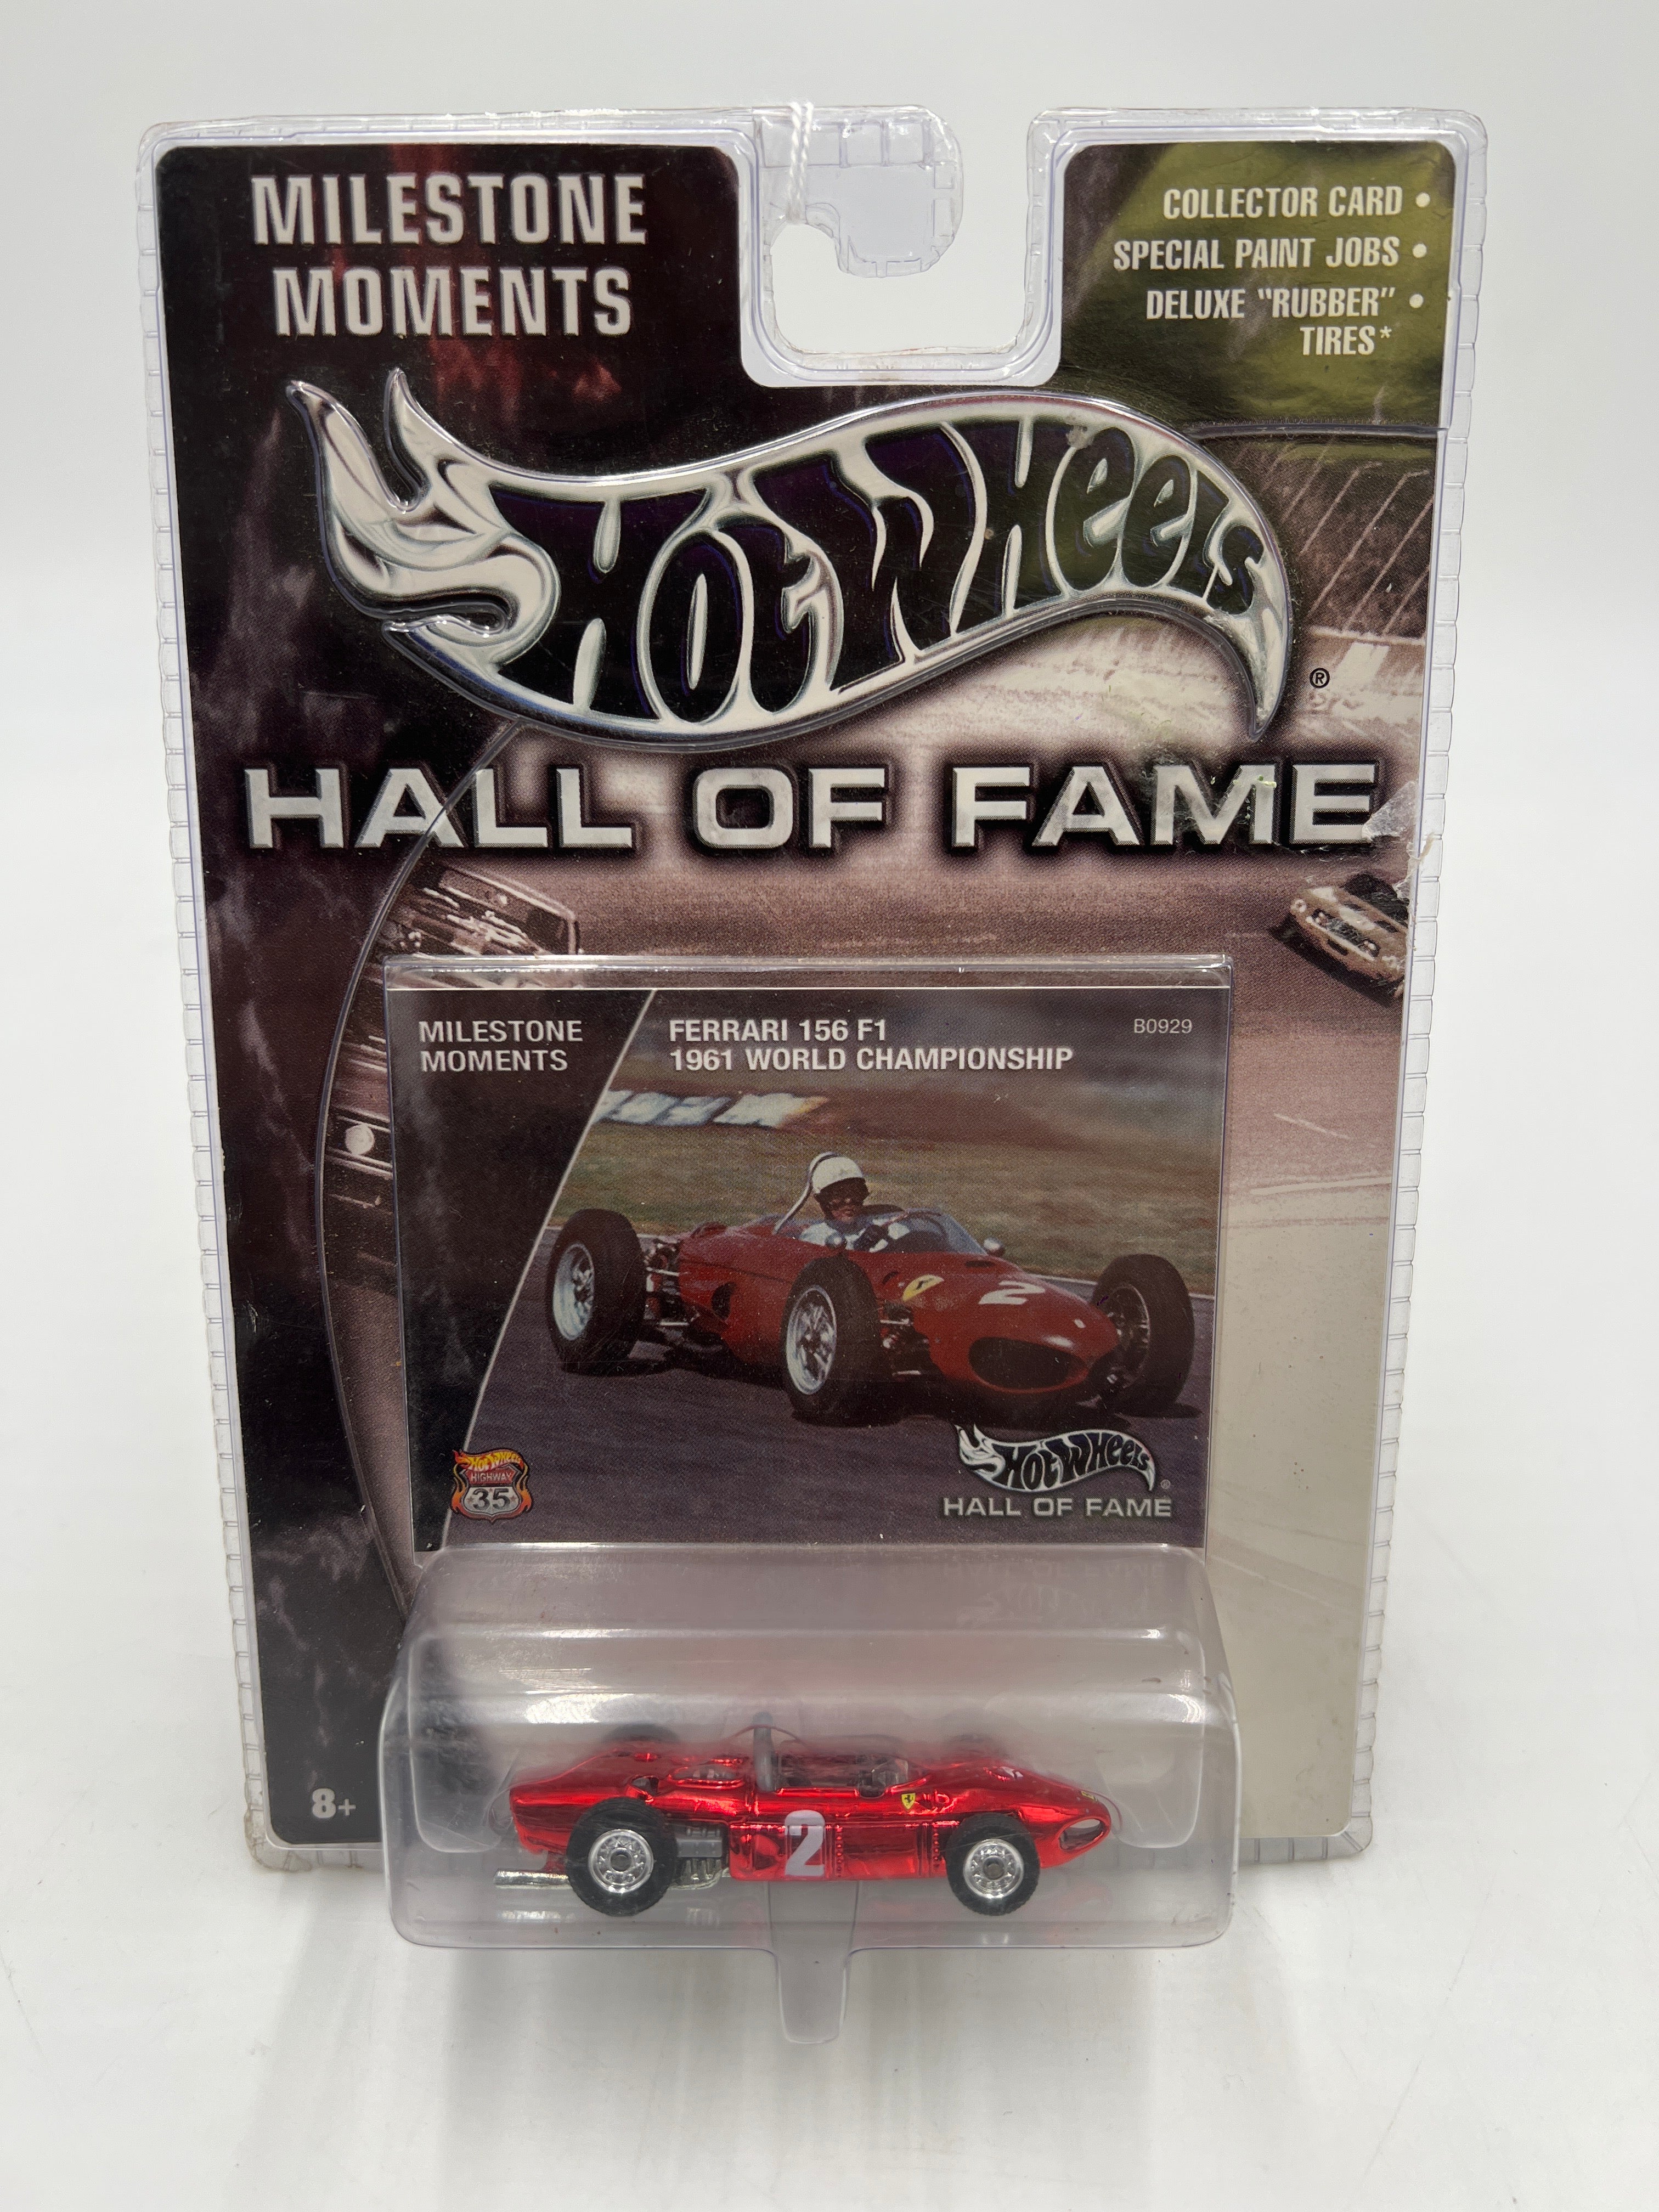 MILESTONE
MOMENTS
COLLECTOR CARD •
SPECIAL PAINT JOBS •
DELUXE "RUBBER" •
TIRES*
Hot Wheels
®
HALL OF FAME
MILESTONE
MOMENTS
FERRARI 156 F1
1961 WORLD CHAMPIONSHIP
B0929
2
Hot Wheels
HIGHWAY
35
Hot Wheels
®
HALL OF FAME
8+
2